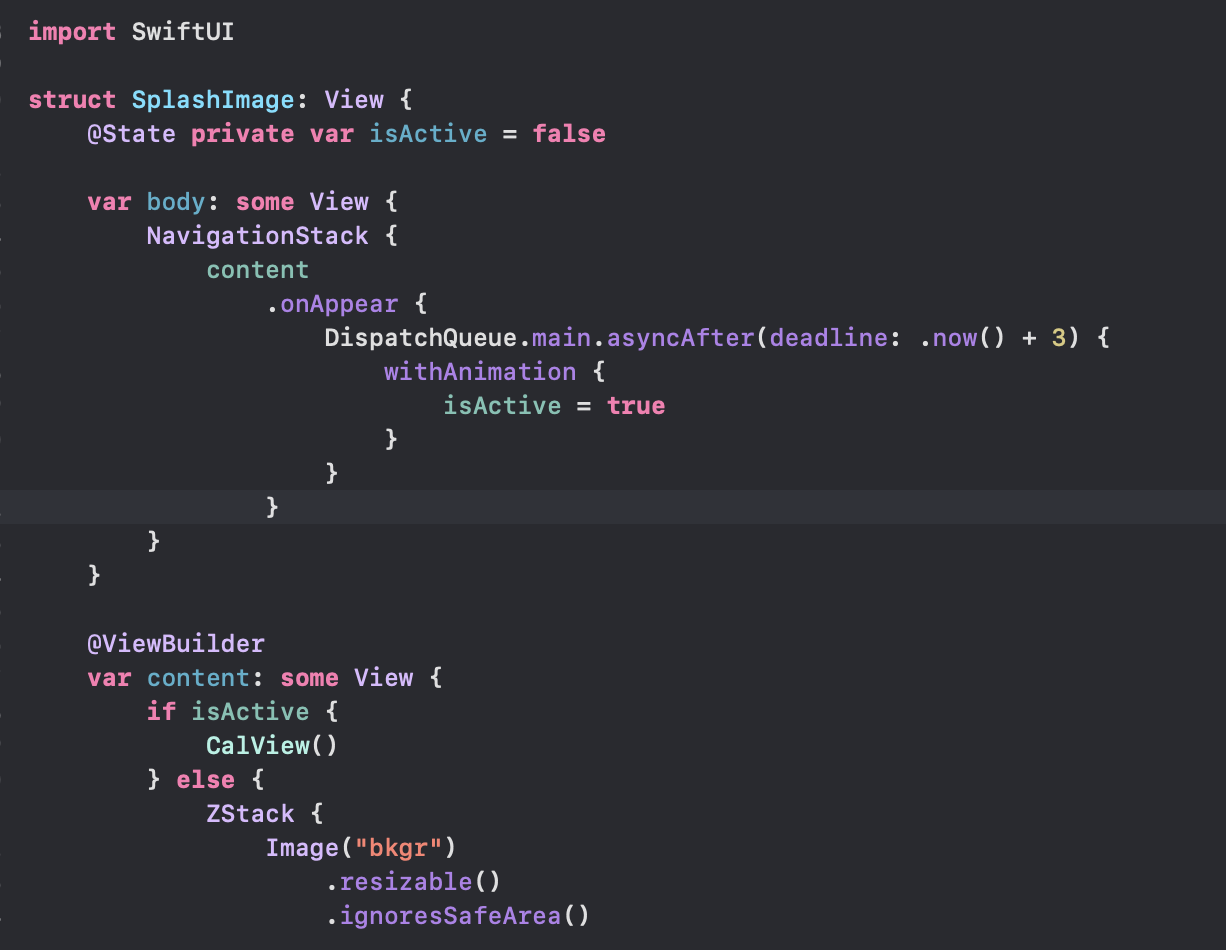 import SwiftUI
struct SplashImage: View {
    @State private var isActive = false
    var body: some View {
        NavigationStack {
            content
                .onAppear {
                    DispatchQueue.main.asyncAfter(deadline: .now() + 3) {
                        withAnimation {
                            isActive = true
                        }
                    }
                }
        }
    }
    @ViewBuilder
    var content: some View {
        if isActive {
            CalView()
        } else {
            ZStack {
                Image("bkgr")
                    .resizable()
                    .ignoresSafeArea()